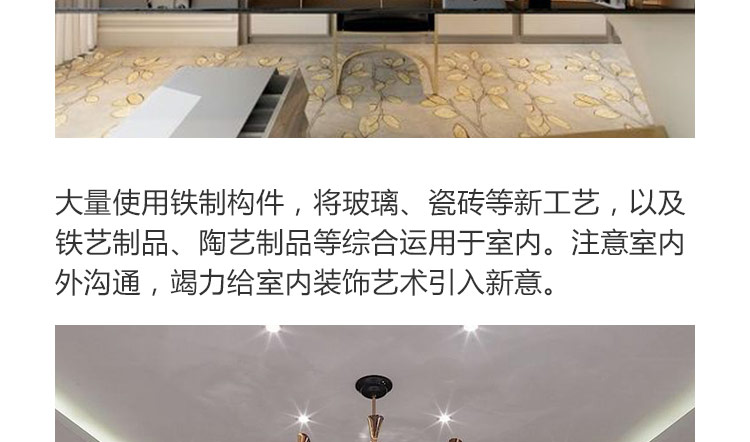 大量使用铁制构件，将玻璃、瓷砖等新工艺，以及
铁艺制品、陶艺制品等综合运用于室内。注意室内
外沟通，竭力给室内装饰艺术引入新意。